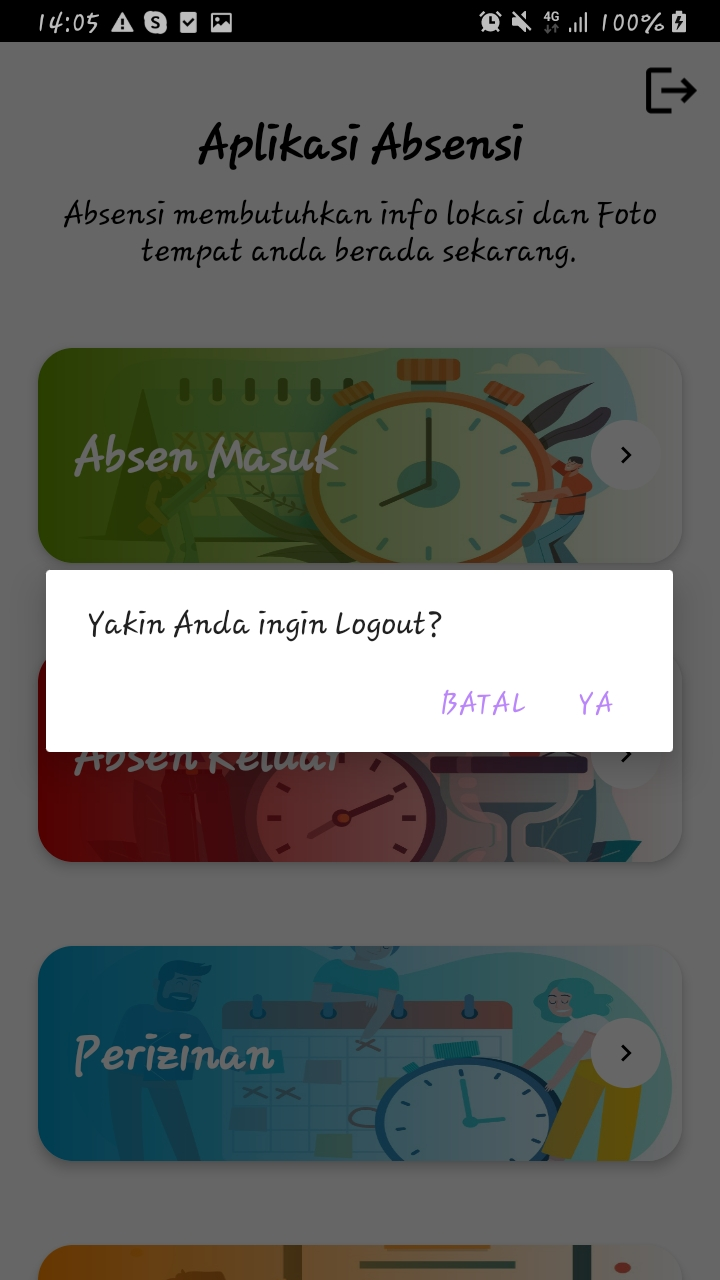 14:05
4G
100%
Aplikasi Absensi
Absensi membutuhkan info lokasi dan Foto
tempat anda berada sekarang.
Absen Masuk
Yakin Anda ingin Logout?
BATAL YA
Absen Keluar
Perizinan